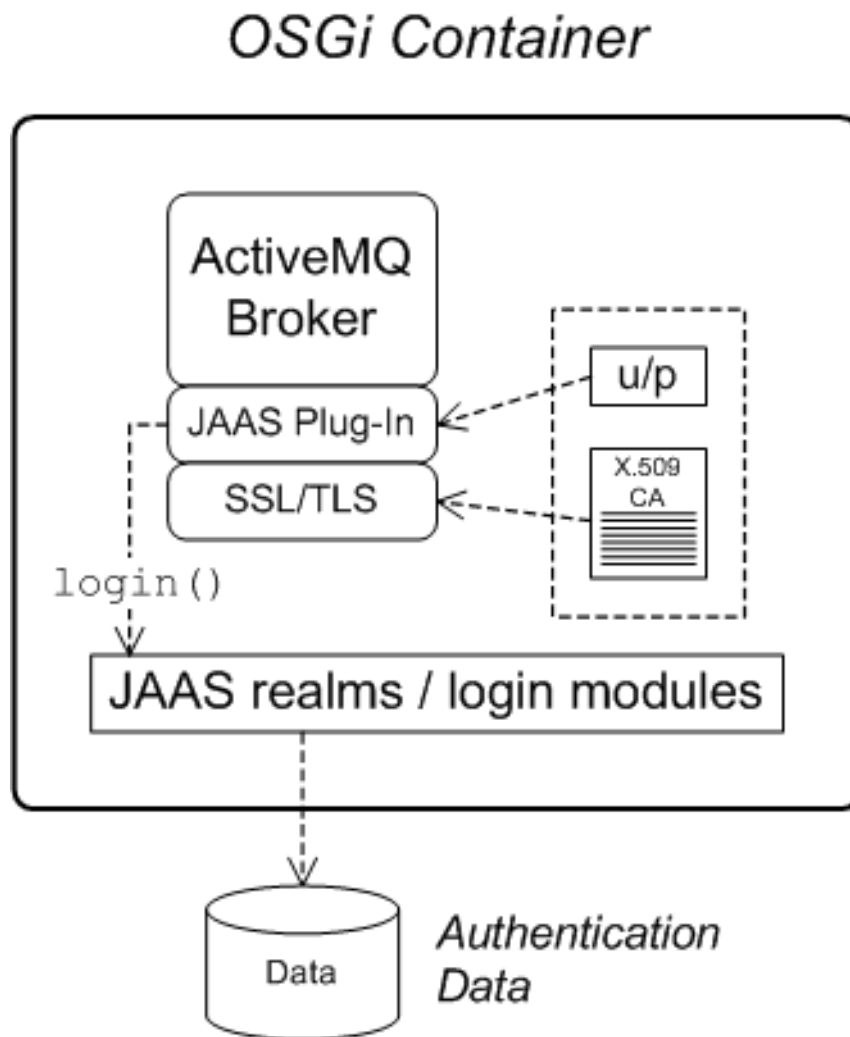 OSGi Container
ActiveMQ
Broker
u/p
JAAS Plug-In
X.509
CA
SSL/TLS
login()
JAAS realms / login modules
Authentication
Data
Data